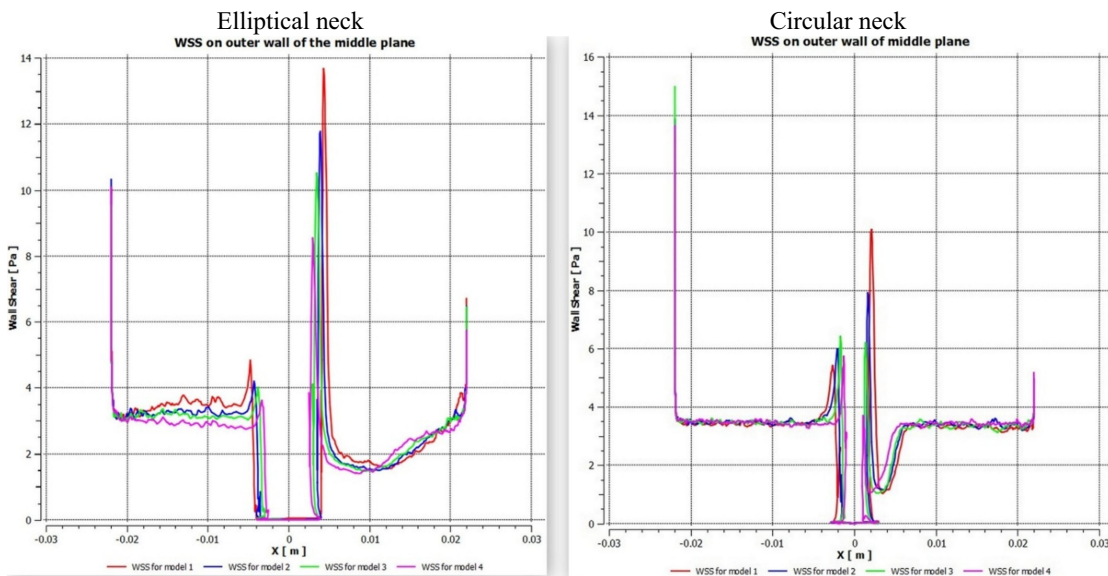 Elliptical neck
WSS on outer wall of the middle plane
14
12
10
8
6
4
2
0
Wall Shear [ Pa ]
-0.03 -0.02 -0.01 0 0.01 0.02 0.03
X [ m ]
WSS for model 1 WSS for model 2 WSS for model 3 WSS for model 4
Circular neck
WSS on outer wall of middle plane
16
14
12
10
8
6
4
2
0
Wall Shear [ Pa ]
-0.03 -0.02 -0.01 0 0.01 0.02 0.03
X [ m ]
WSS for model 1 WSS for model 2 WSS for model 3 WSS for model 4